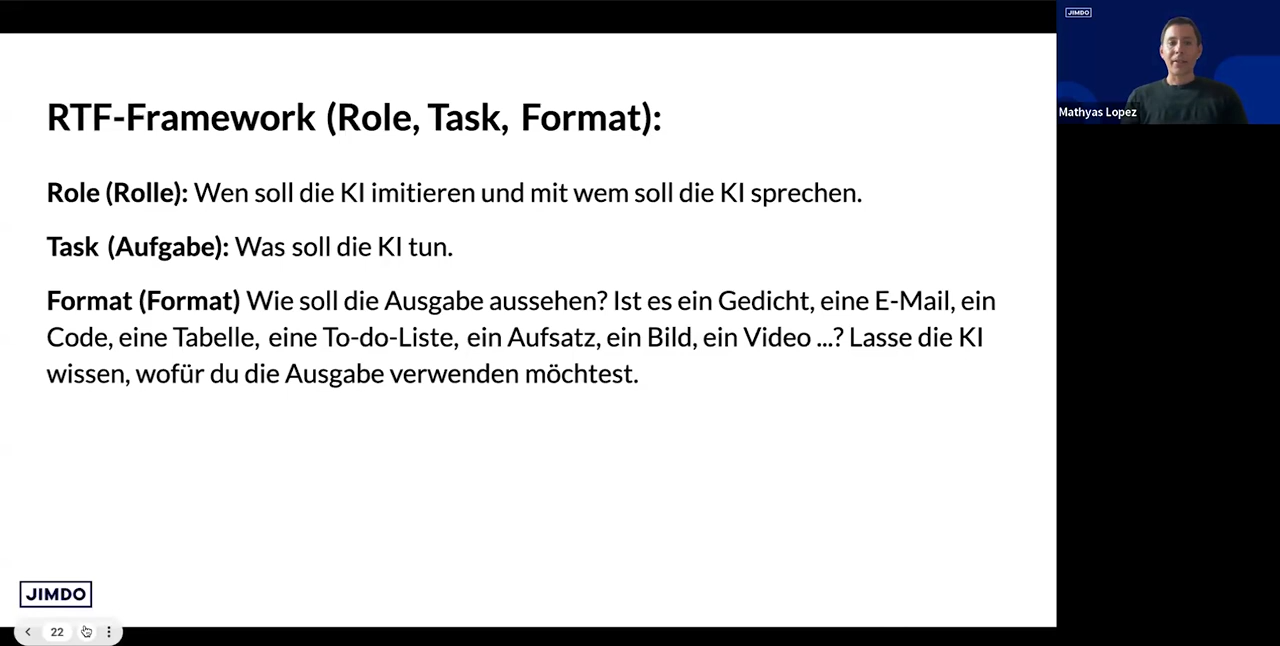 RTF-Framework (Role, Task, Format):
Role (Rolle): Wen soll die KI imitieren und mit wem soll die KI sprechen.
Task (Aufgabe): Was soll die KI tun.
Format (Format) Wie soll die Ausgabe aussehen? Ist es ein Gedicht, eine E-Mail, ein
Code, eine Tabelle, eine To-do-Liste, ein Aufsatz, ein Bild, ein Video ...? Lasse die KI
wissen, wofür du die Ausgabe verwenden möchtest.
JIMDO
22
JIMDO
Mathyas Lopez